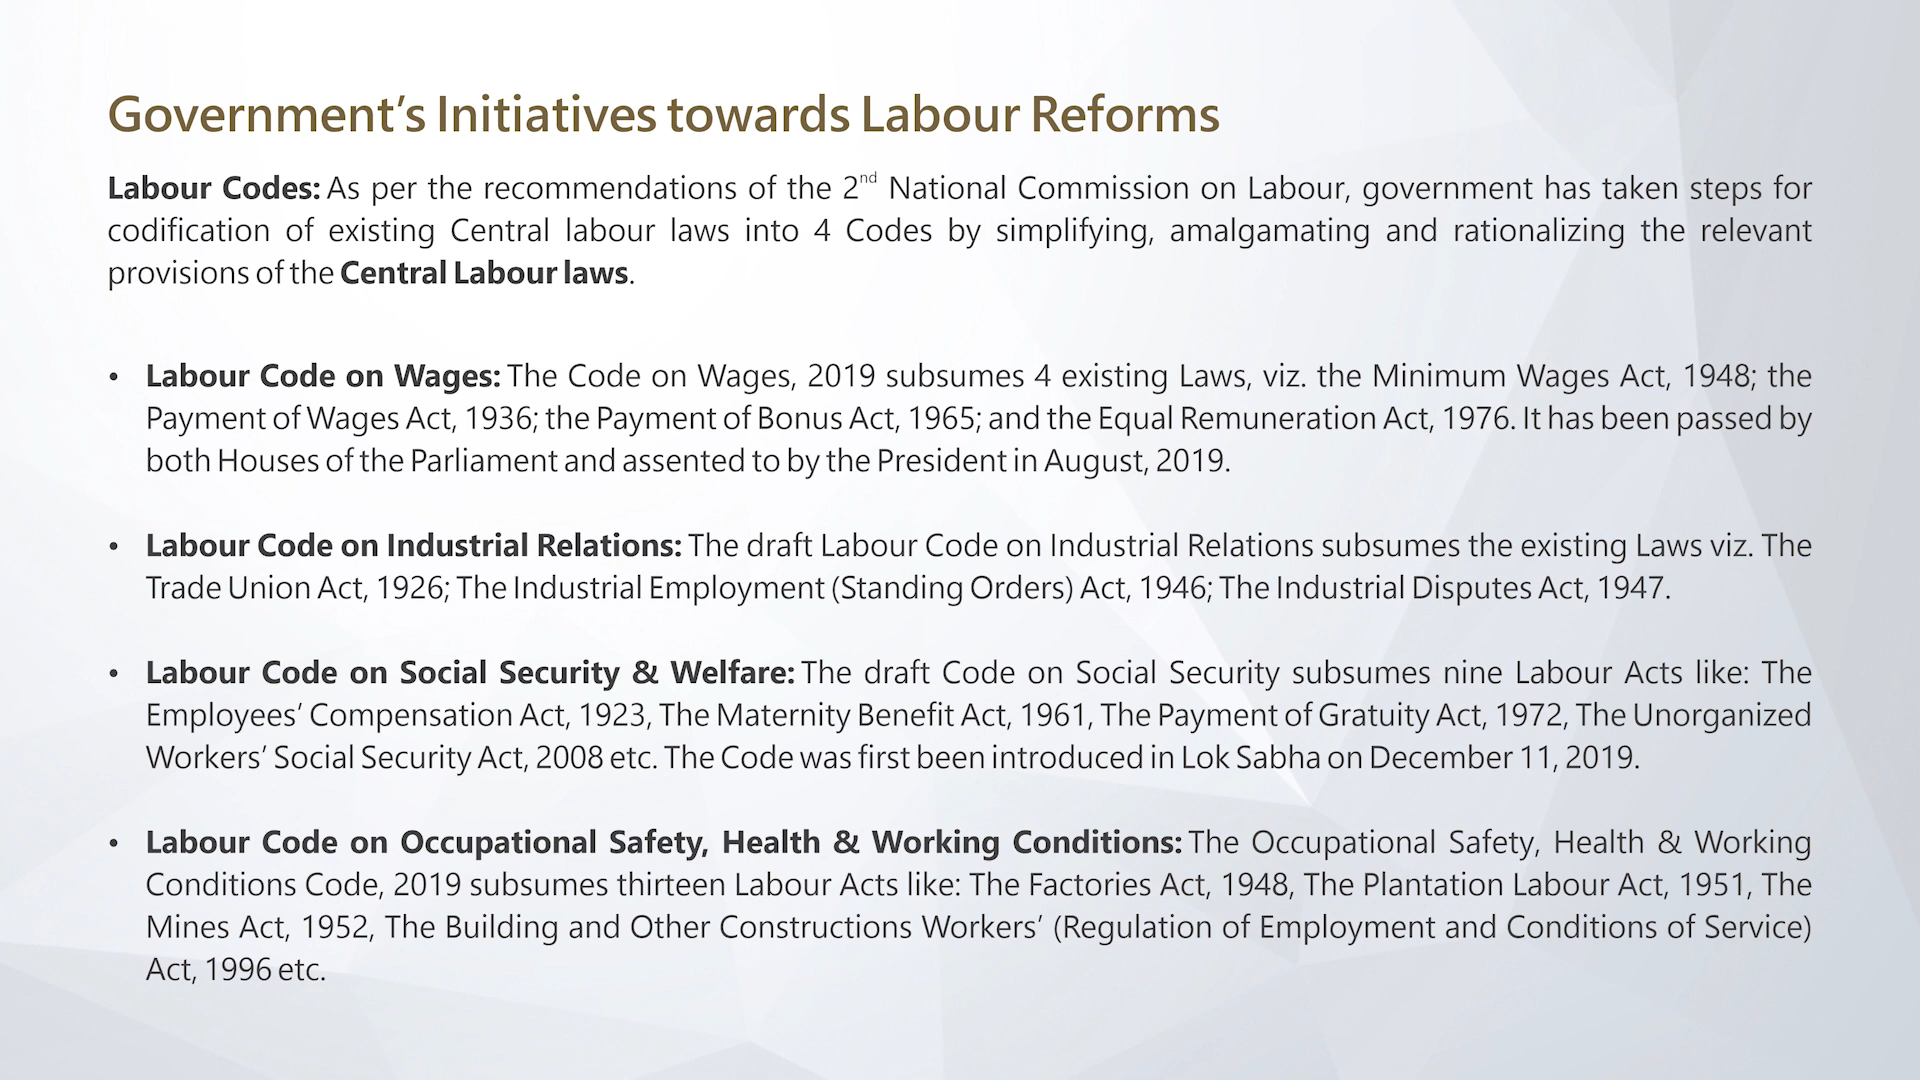 Government’s Initiatives towards Labour Reforms
Labour Codes: As per the recommendations of the 2nd National Commission on Labour, government has taken steps for
codification of existing Central labour laws into 4 Codes by simplifying, amalgamating and rationalizing the relevant
provisions of the Central Labour laws.
• Labour Code on Wages: The Code on Wages, 2019 subsumes 4 existing Laws, viz. the Minimum Wages Act, 1948; the
Payment of Wages Act, 1936; the Payment of Bonus Act, 1965; and the Equal Remuneration Act, 1976. It has been passed by
both Houses of the Parliament and assented to by the President in August, 2019.
• Labour Code on Industrial Relations: The draft Labour Code on Industrial Relations subsumes the existing Laws viz. The
Trade Union Act, 1926; The Industrial Employment (Standing Orders) Act, 1946; The Industrial Disputes Act, 1947.
• Labour Code on Social Security & Welfare: The draft Code on Social Security subsumes nine Labour Acts like: The
Employees’ Compensation Act, 1923, The Maternity Benefit Act, 1961, The Payment of Gratuity Act, 1972, The Unorganized
Workers’ Social Security Act, 2008 etc. The Code was first been introduced in Lok Sabha on December 11, 2019.
• Labour Code on Occupational Safety, Health & Working Conditions: The Occupational Safety, Health & Working
Conditions Code, 2019 subsumes thirteen Labour Acts like: The Factories Act, 1948, The Plantation Labour Act, 1951, The
Mines Act, 1952, The Building and Other Constructions Workers’ (Regulation of Employment and Conditions of Service)
Act, 1996 etc.